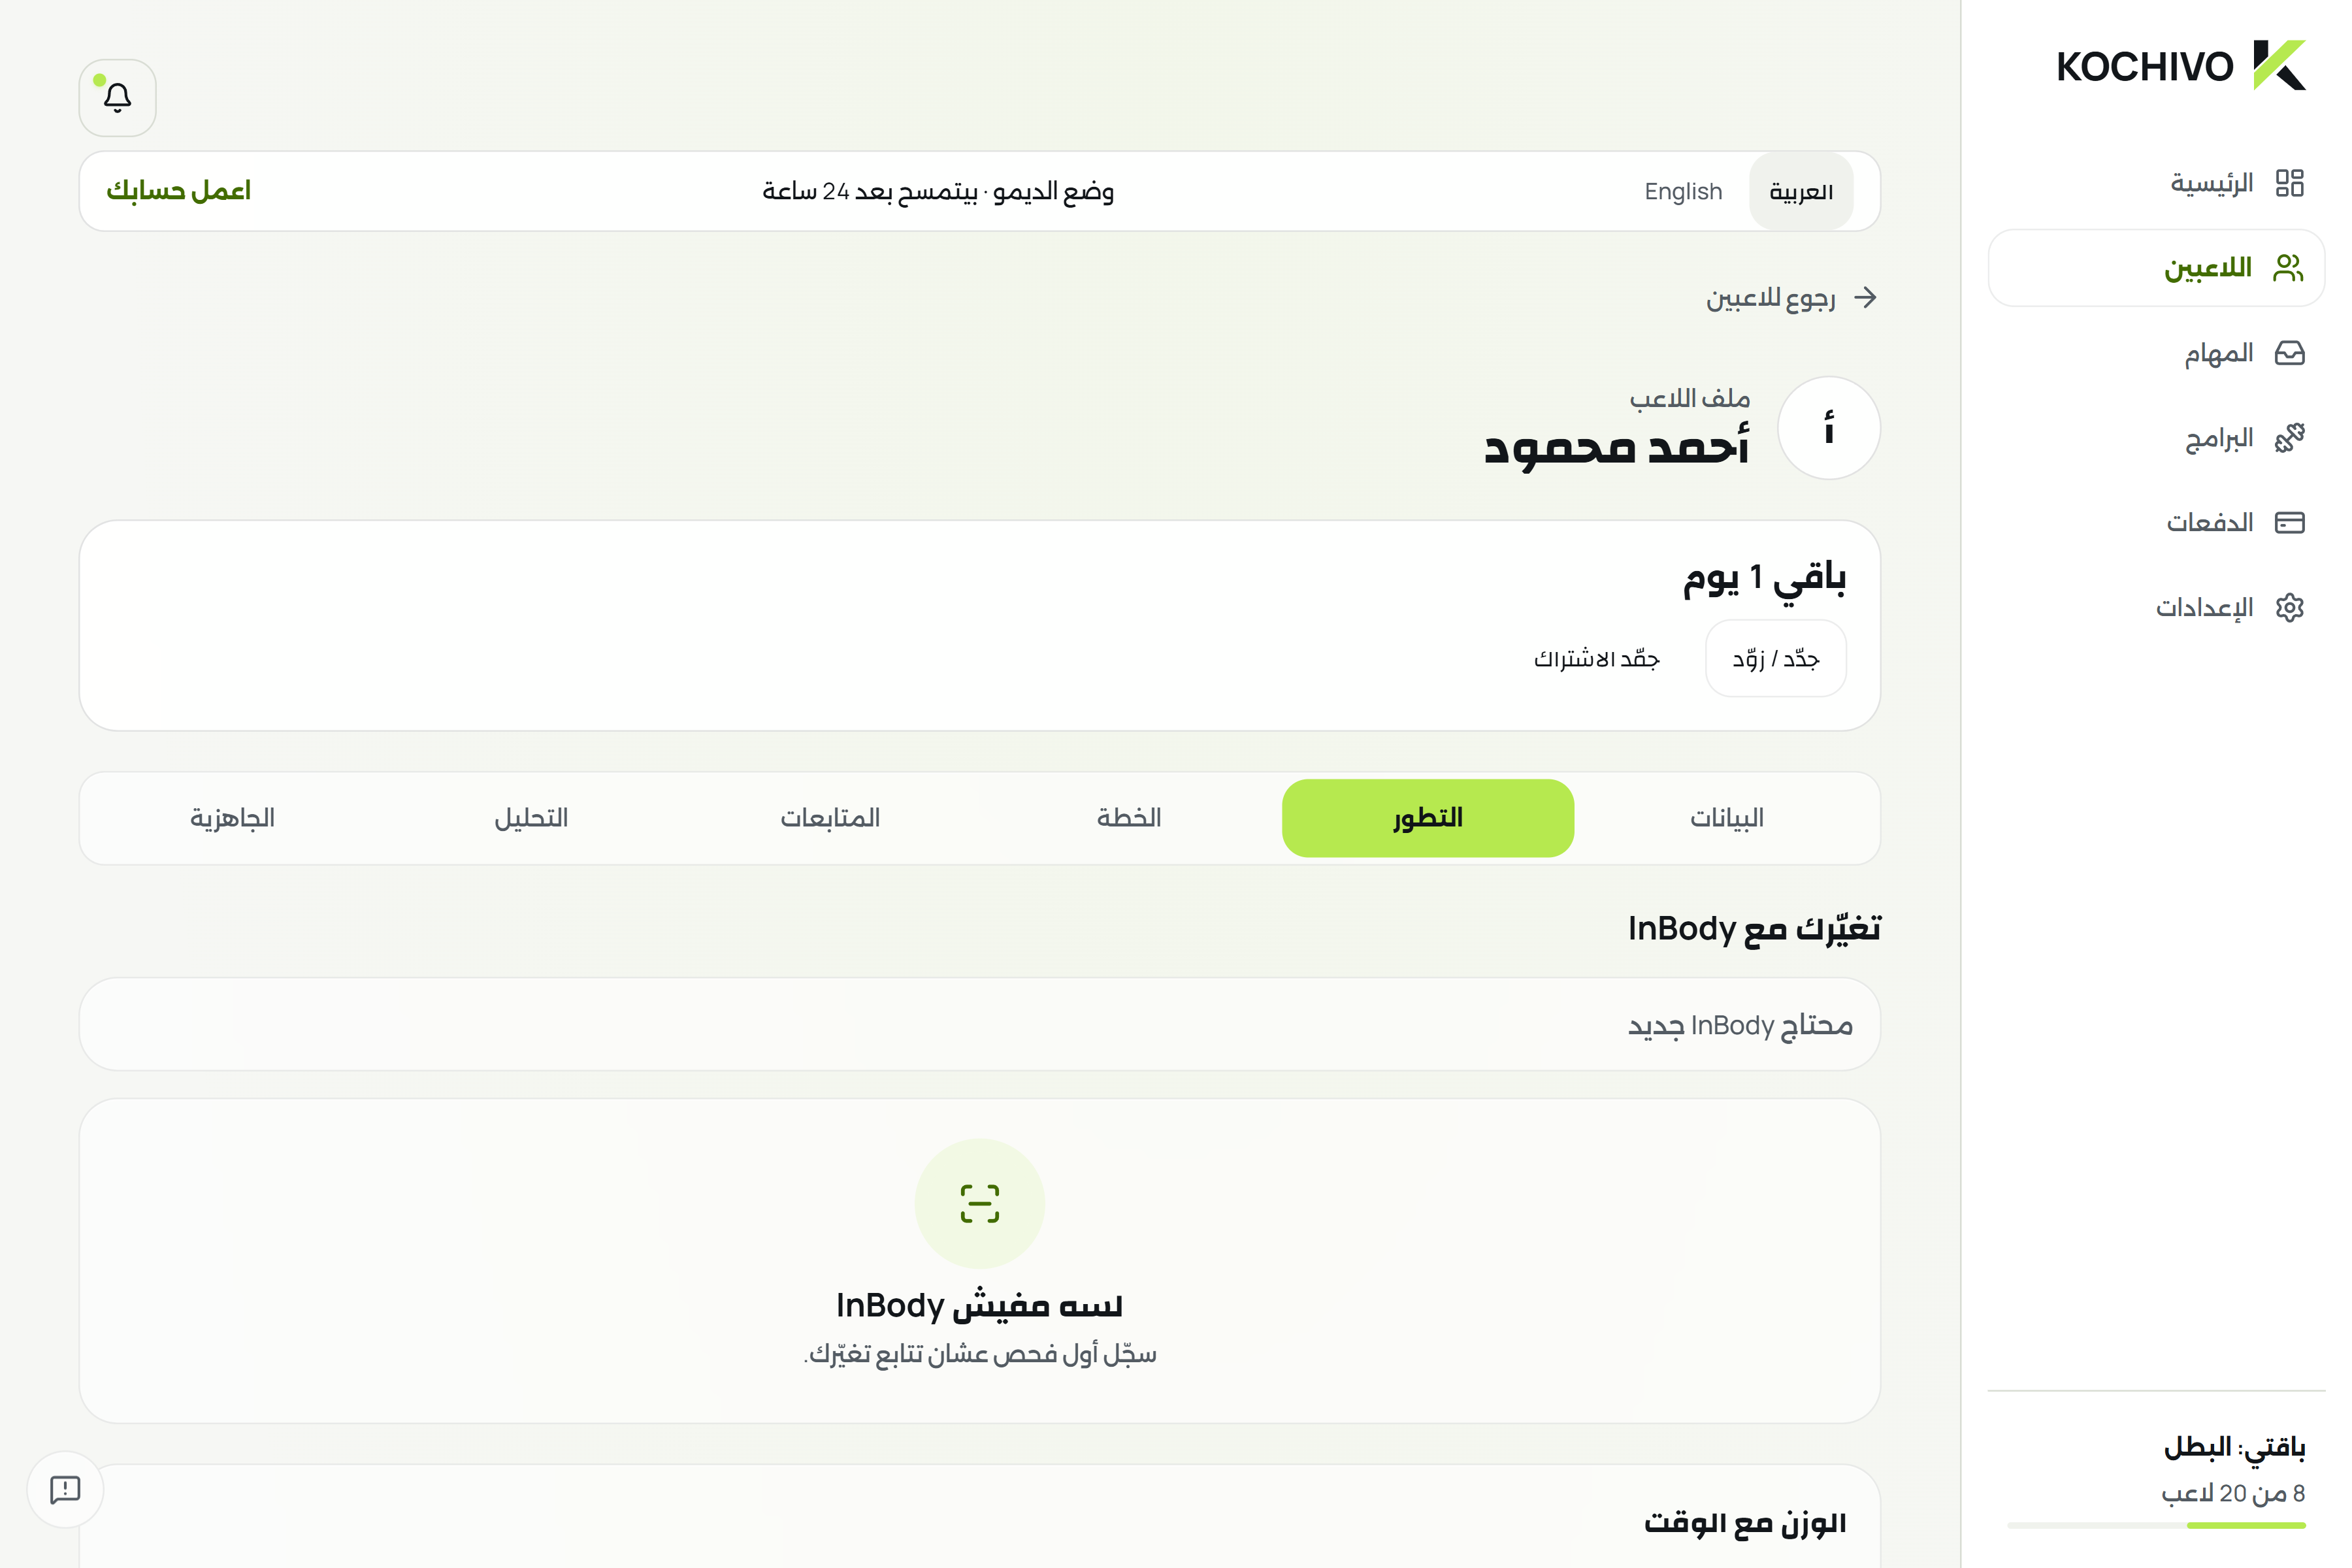 KOCHIVO
الرئيسية
اللاعبين
المهام
البرامج
الدفعات
الإعدادات
باقتي: البطل
8 من 20 لاعب
العربية
English
وضع الديمو · بيتمسح بعد 24 ساعة
اعمل حسابك
رجوع للاعبين
أ
ملف اللاعب
أحمد محمود
باقي 1 يوم
جدّد / زوّد
جمّد الاشتراك
البيانات
التطور
الخطة
المتابعات
التحليل
الجاهزية
تغيّرك مع InBody
محتاج InBody جديد
لسه مفيش InBody
سجّل أول فحص عشان تتابع تغيّرك.
الوزن مع الوقت